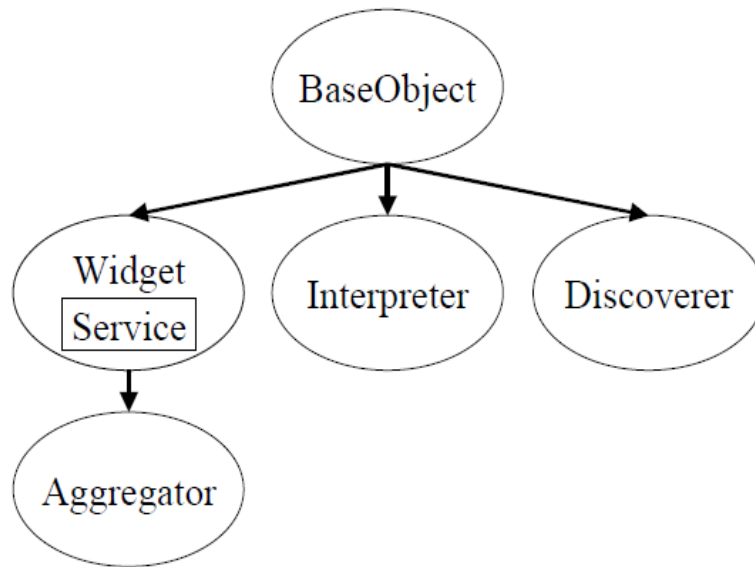 BaseObject
Widget
Service
Interpreter
Discoverer
Aggregator